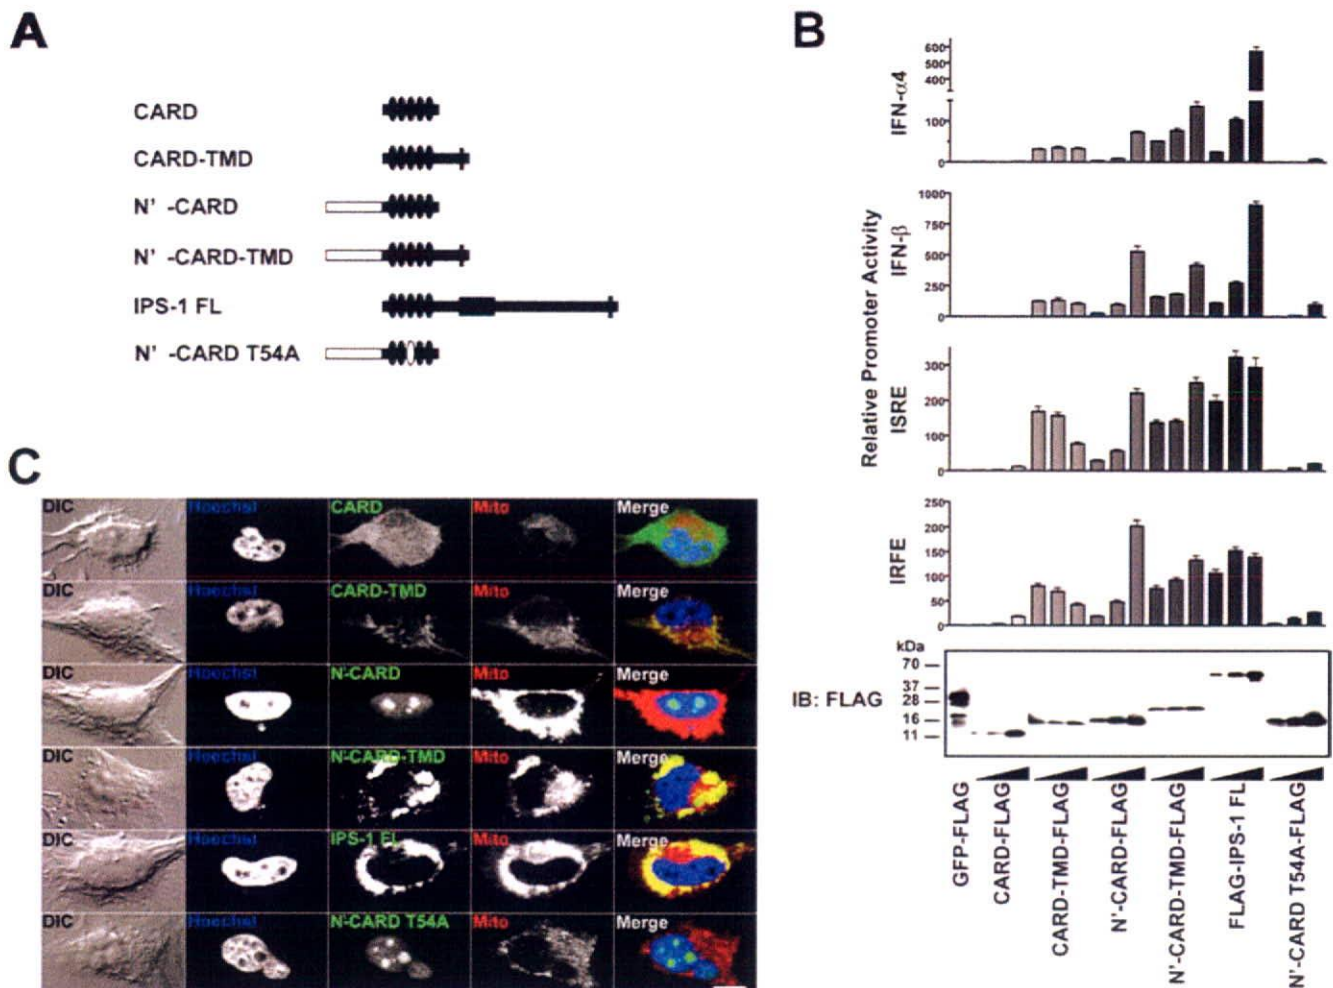 A
CARD
CARD-TMD
N' -CARD
N' -CARD-TMD
IPS-1 FL
N' -CARD T54A
B
Relative Promoter Activity
IFN-α4
600
500
400
100
0
IFN-β
1000
750
500
250
0
ISRE
300
200
100
0
IRFE
250
200
150
100
50
0
kDa
70
37
28
16
11
IB: FLAG
GFP-FLAG
CARD-FLAG
CARD-TMD-FLAG
N'-CARD-FLAG
N'-CARD-TMD-FLAG
FLAG-IPS-1 FL
N'-CARD T54A-FLAG
C
DIC Hoechst CARD Mito Merge
DIC Hoechst CARD-TMD Mito Merge
DIC Hoechst N'-CARD Mito Merge
DIC Hoechst N'-CARD-TMD Mito Merge
DIC Hoechst IPS-1 FL Mito Merge
DIC Hoechst N'-CARD T54A Mito Merge